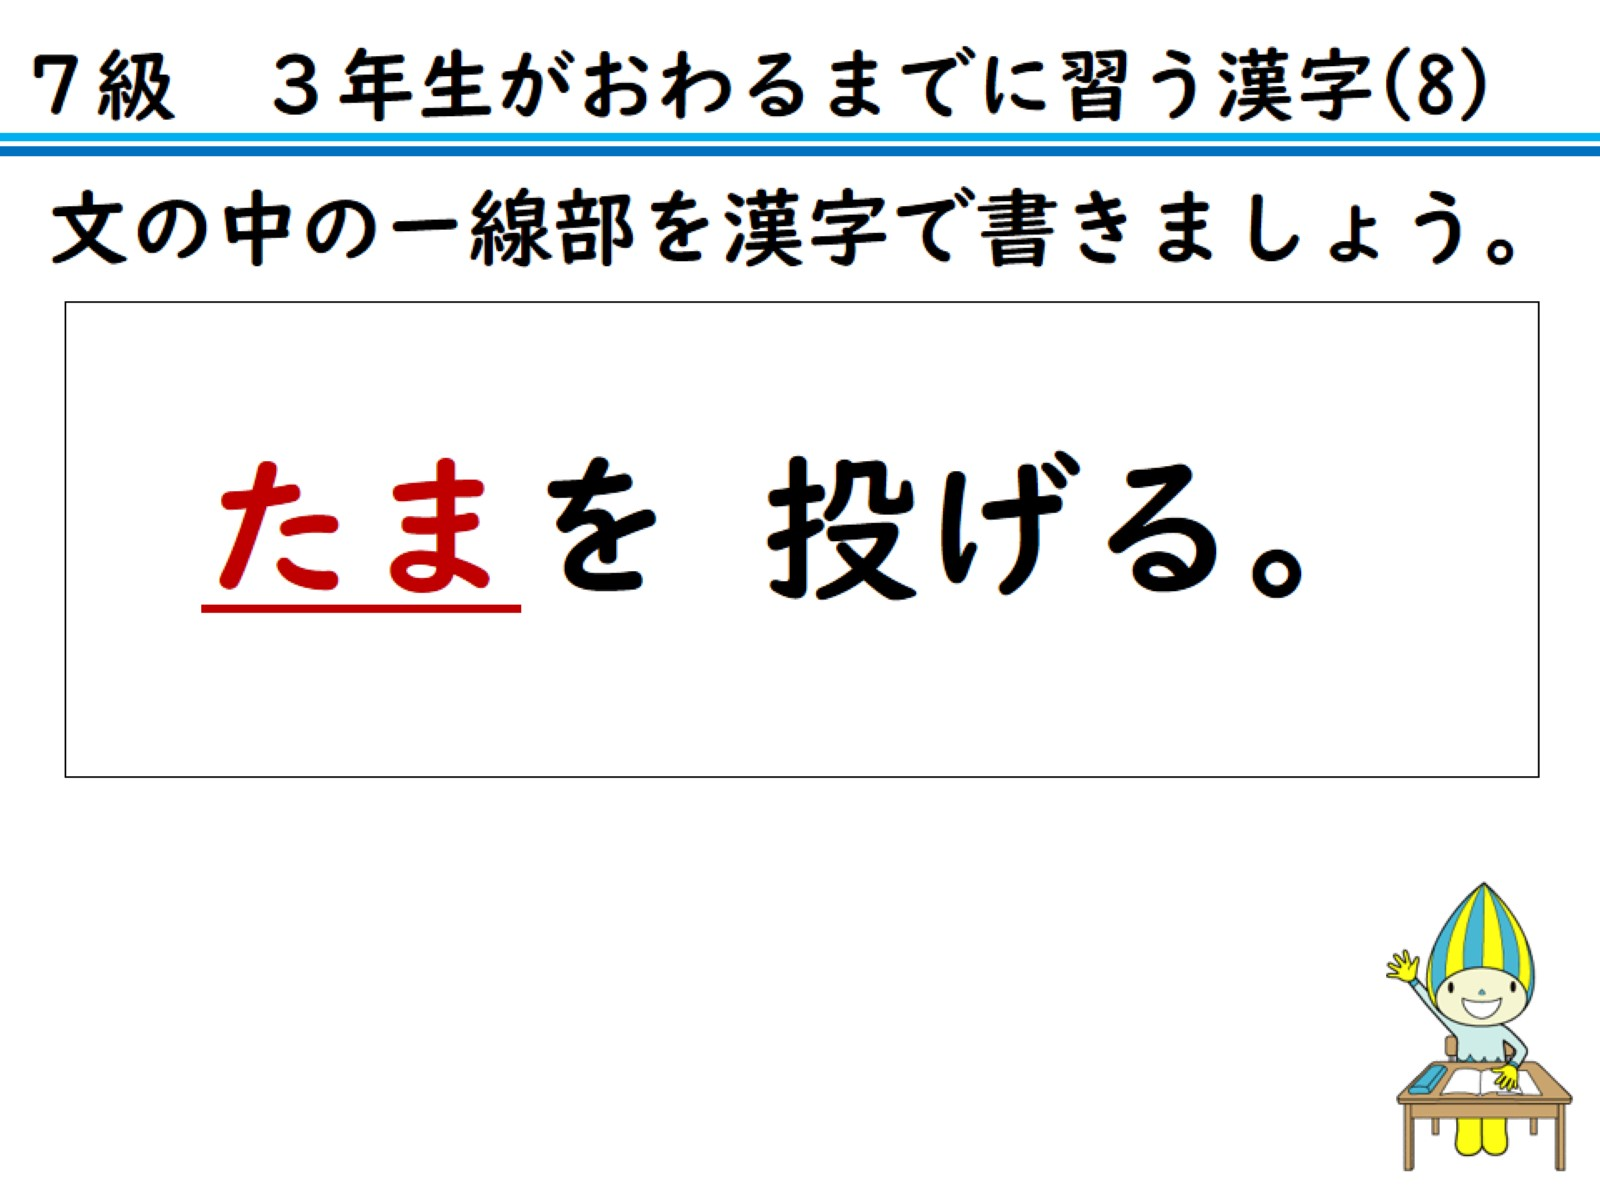 ７級　３年生がおわるまでに習う漢字(8)
文の中の―線部を漢字で書きましょう。
たまを 投げる。